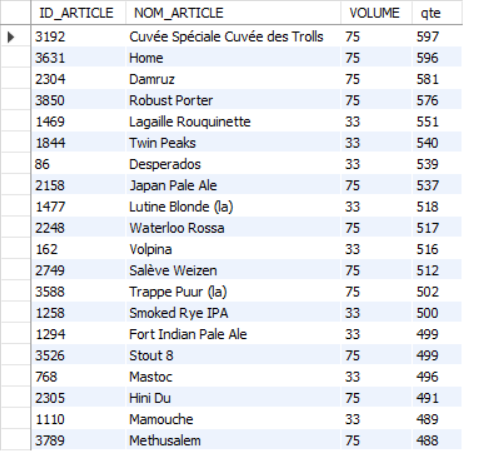 ID_ARTICLE NOM_ARTICLE VOLUME qte
3192 Cuvée Spéciale Cuvée des Trolls 75 597
3631 Home 75 596
2304 Damruz 75 581
3850 Robust Porter 75 576
1469 Lagaille Rouquinette 33 551
1844 Twin Peaks 33 540
86 Desperados 33 539
2158 Japan Pale Ale 75 537
1477 Lutine Blonde (la) 33 518
2248 Waterloo Rossa 75 517
162 Volpina 33 516
2749 Salève Weizen 75 512
3588 Trappe Puur (la) 75 502
1258 Smoked Rye IPA 33 500
1294 Fort Indian Pale Ale 33 499
3526 Stout 8 75 499
768 Mastoc 33 496
2305 Hini Du 75 491
1110 Mamouche 33 489
3789 Methusalem 75 488